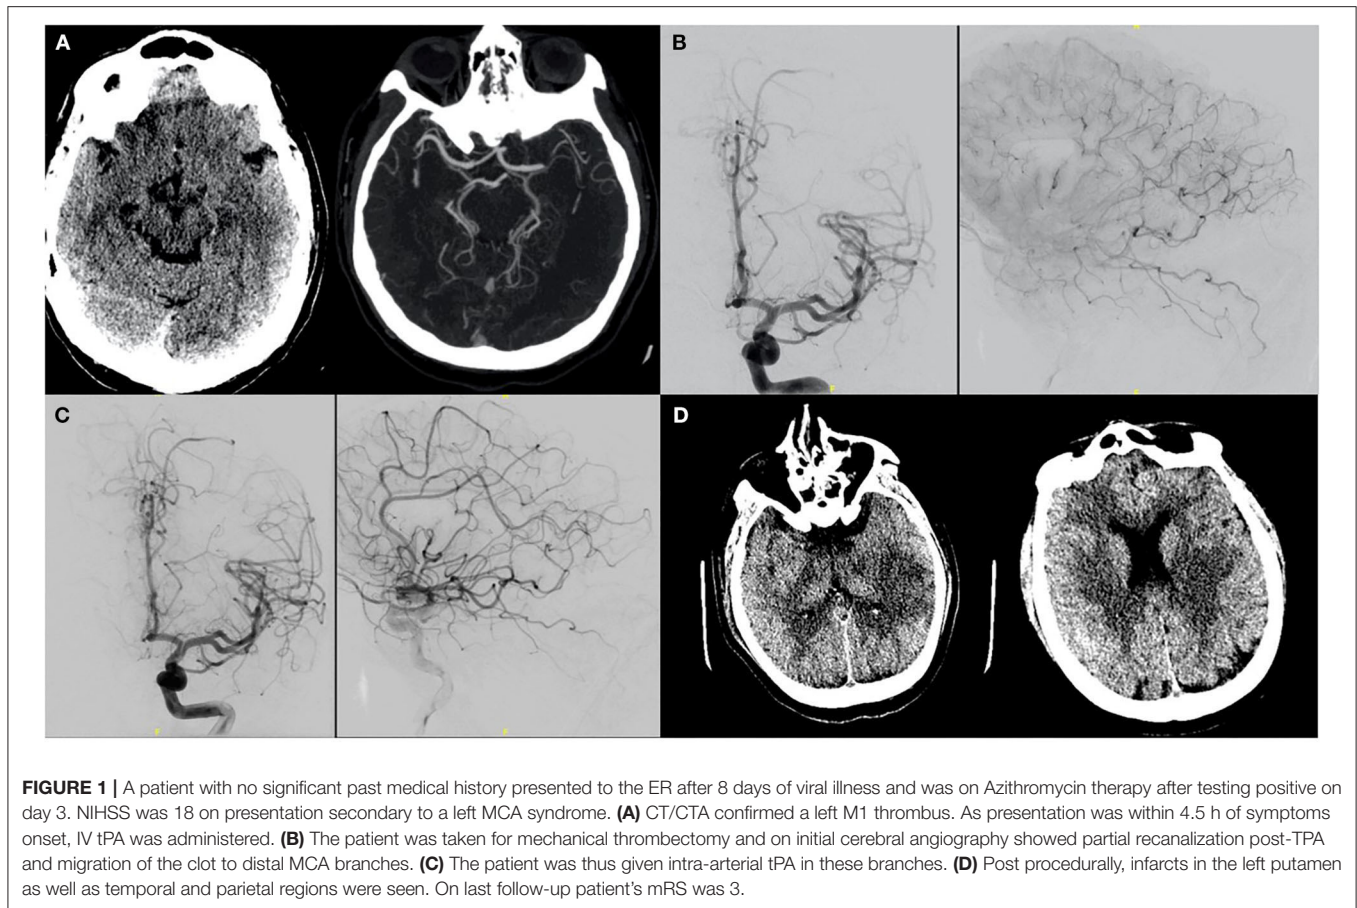 A
B
C
D
FIGURE 1 | A patient with no significant past medical history presented to the ER after 8 days of viral illness and was on Azithromycin therapy after testing positive on
day 3. NIHSS was 18 on presentation secondary to a left MCA syndrome. (A) CT/CTA confirmed a left M1 thrombus. As presentation was within 4.5 h of symptoms
onset, IV tPA was administered. (B) The patient was taken for mechanical thrombectomy and on initial cerebral angiography showed partial recanalization post-TPA
and migration of the clot to distal MCA branches. (C) The patient was thus given intra-arterial tPA in these branches. (D) Post procedurally, infarcts in the left putamen
as well as temporal and parietal regions were seen. On last follow-up patient's mRS was 3.